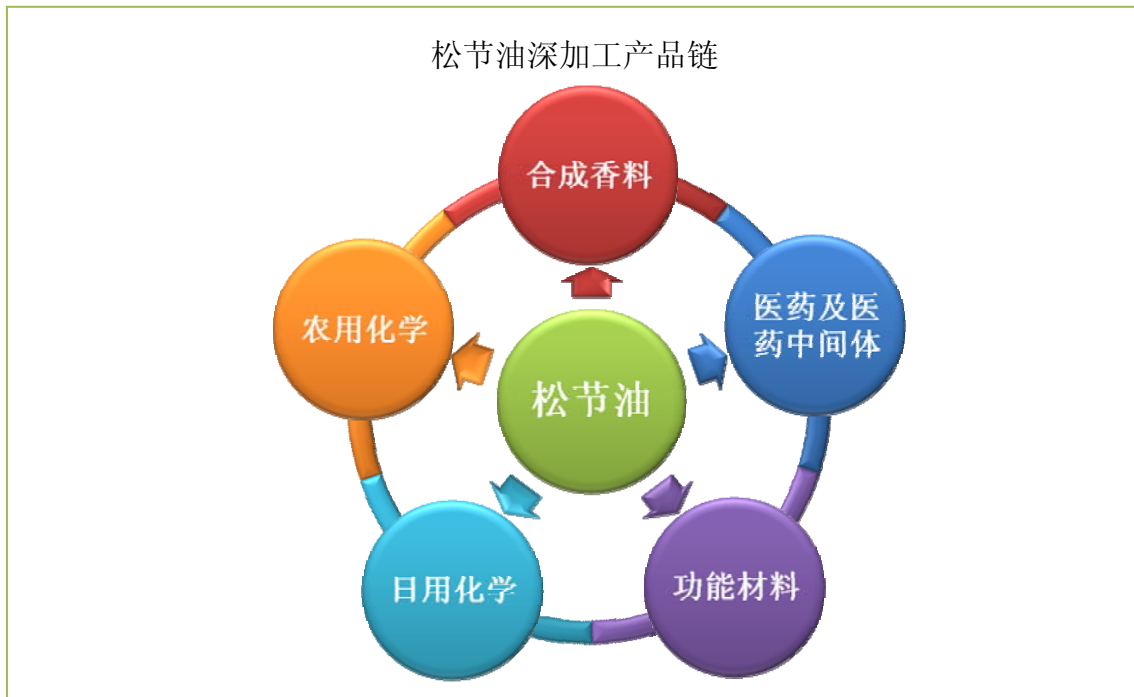 松节油深加工产品链
合成香料
医药及医
药中间体
功能材料
日用化学
农用化学
松节油